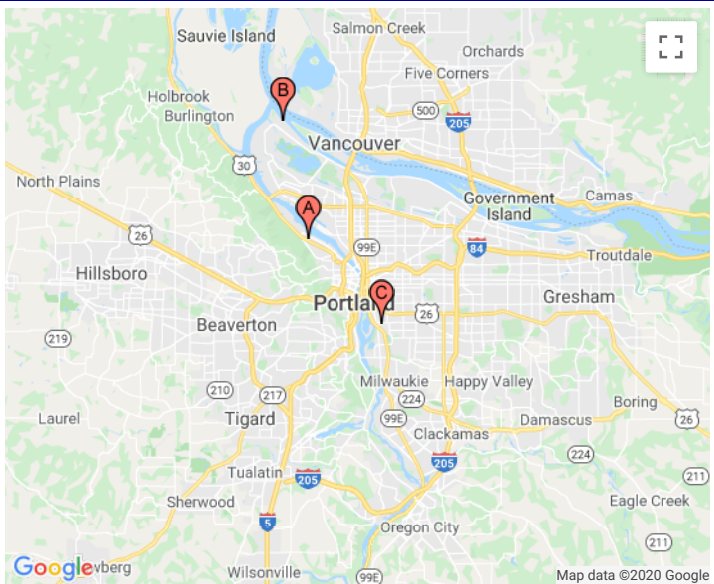 Salmon Creek
Sauvie Island
Orchards
Five Corners
B
Holbrook
Burlington
500
205
Vancouver
30
North Plains
Government
Island
Camas
A
26
99E
84
Troutdale
Hillsboro
C
Portland
Gresham
26
Beaverton
219
Milwaukie
Happy Valley
210
217
224
Boring
Laurel
Tigard
99E
Damascus
26
Clackamas
224
205
Tualatin
205
211
Sherwood
Eagle Creek
5
Oregon City
211
Google
wberg
Wilsonville
99E
Map data ©2020 Google